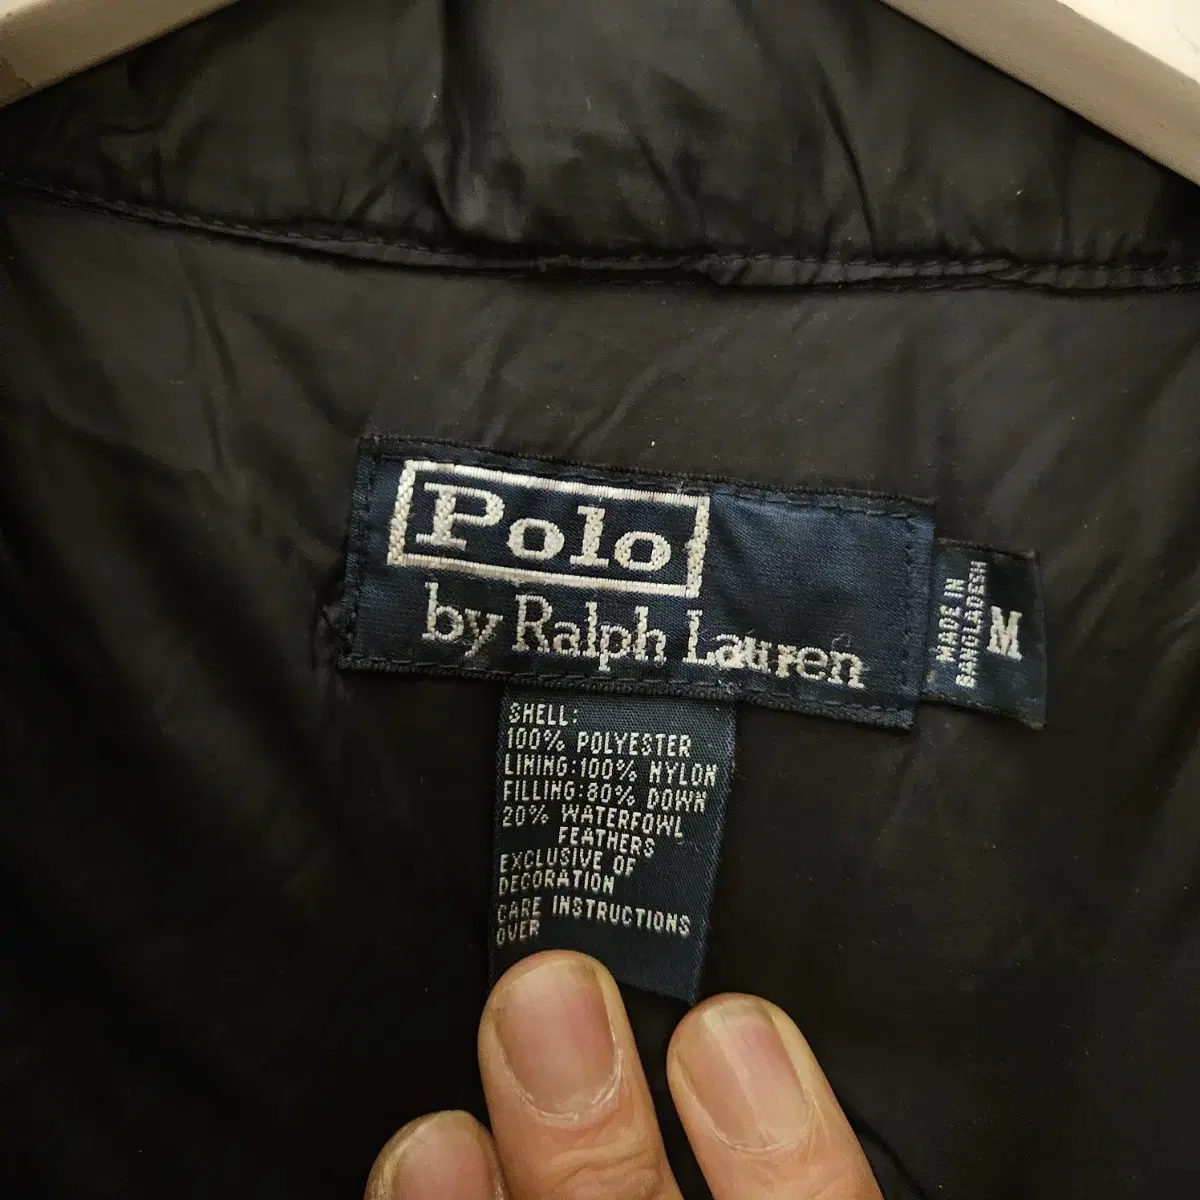 Polo
by Ralph Lauren
MADE IN
BANGLADESH
M
SHELL:
100% POLYESTER
LINING:100% NYLON
FILLING:80% DOWN
20% WATERFOWL
FEATHERS
EXCLUSIVE OF
DECORATION
CARE INSTRUCTIONS
OVER